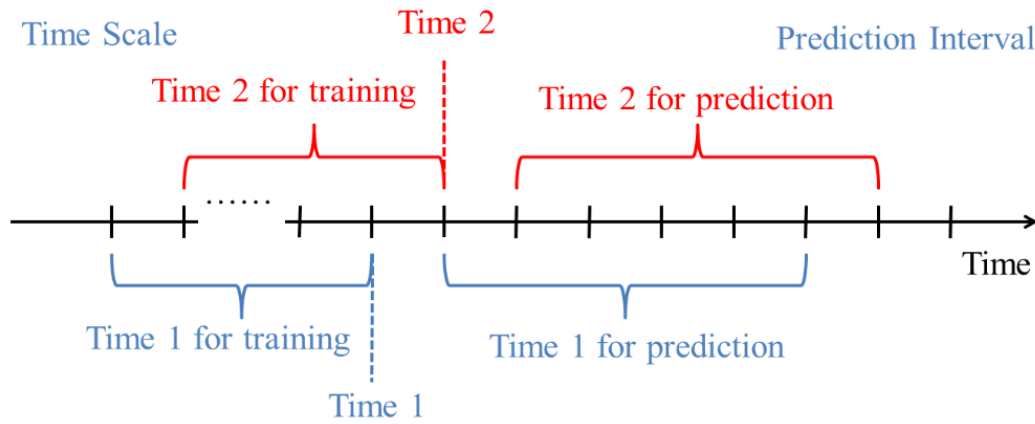 Time Scale
Time 2
Prediction Interval
Time 2 for training
Time 2 for prediction
......
Time
Time 1 for training
Time 1 for prediction
Time 1